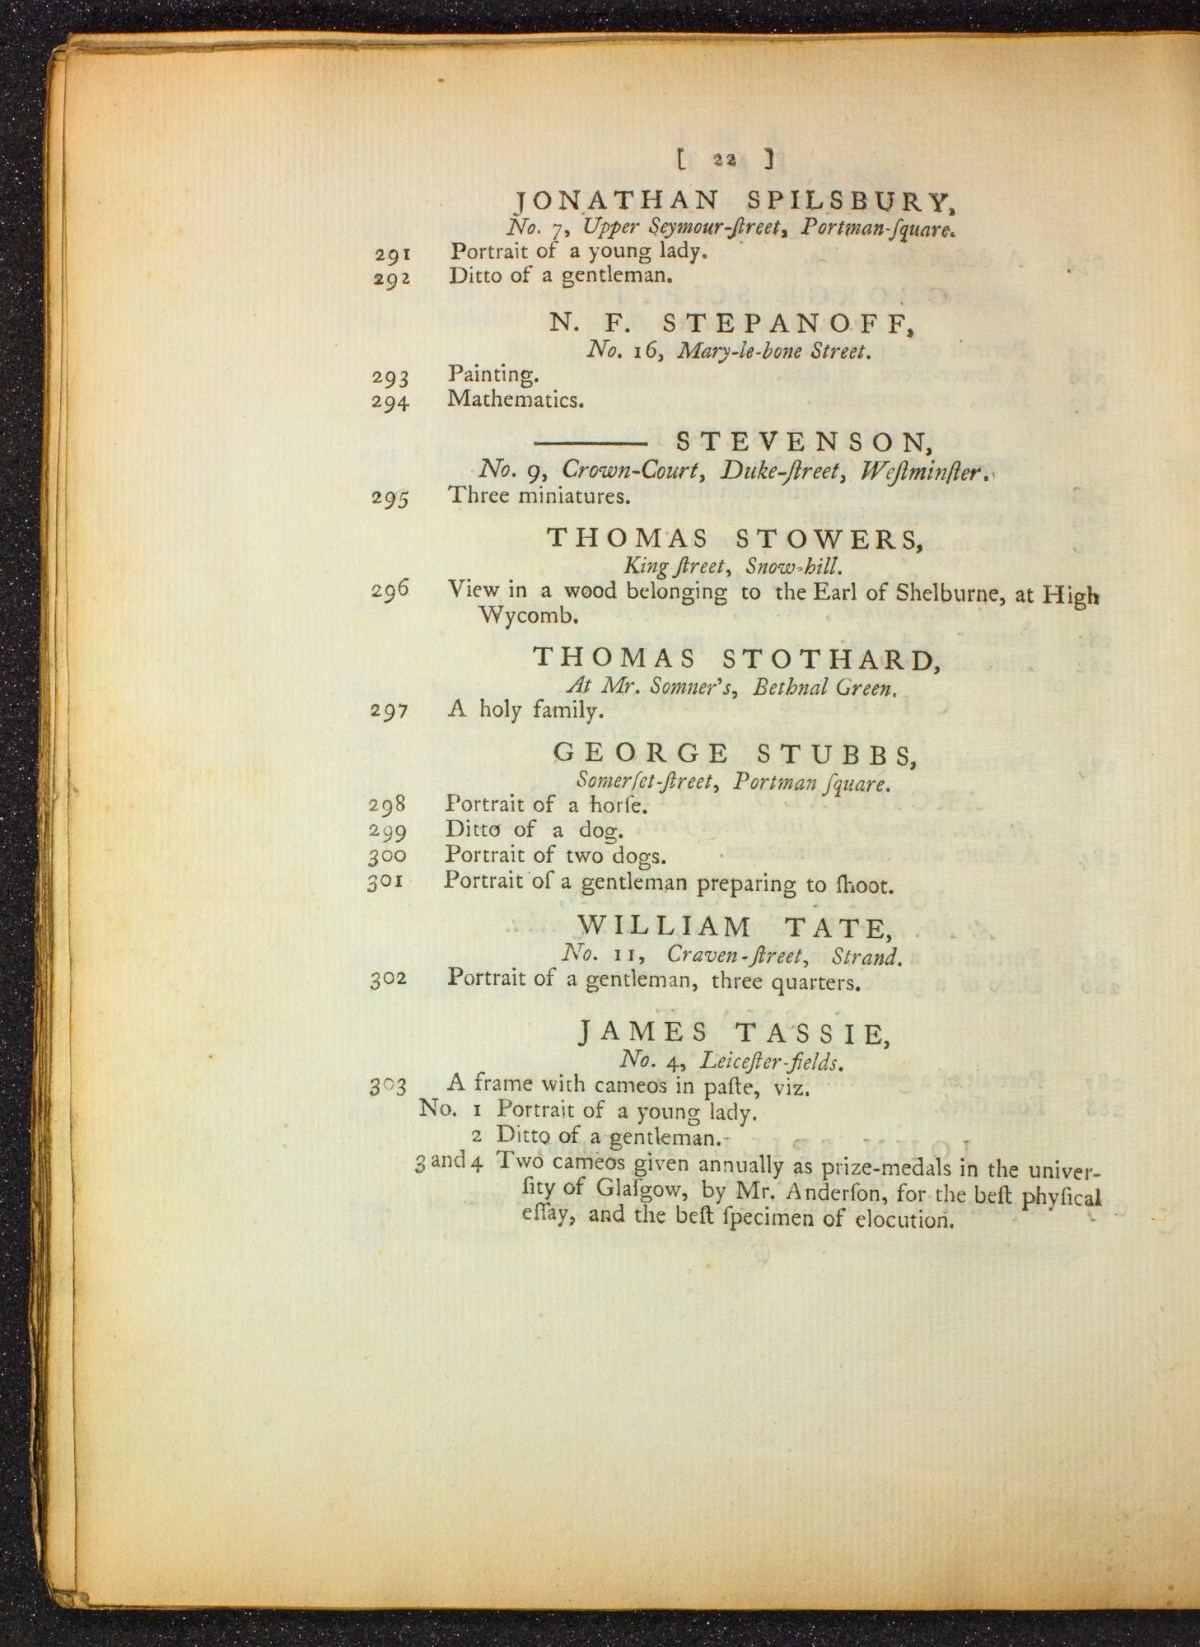 [ 22 ]
JONATHAN SPILSBURY,
No. 7, Upper Seymour-ſtreet, Portman-ſquare.
291 Portrait of a young lady.
292 Ditto of a gentleman.
N. F. STEPANOFF,
No. 16, Mary-le-bone Street.
293 Painting.
294 Mathematics.
——— STEVENSON,
No. 9, Crown-Court, Duke-ſtreet, Weſtminſter.
295 Three miniatures.
THOMAS STOWERS,
King ſtreet, Snow-hill.
296 View in a wood belonging to the Earl of Shelburne, at High
Wycomb.
THOMAS STOTHARD,
At Mr. Somner's, Bethnal Green.
297 A holy family.
GEORGE STUBBS,
Somerſet-ſtreet, Portman ſquare.
298 Portrait of a horſe.
299 Ditto of a dog.
300 Portrait of two dogs.
301 Portrait of a gentleman preparing to ſhoot.
WILLIAM TATE,
No. 11, Craven-ſtreet, Strand.
302 Portrait of a gentleman, three quarters.
JAMES TASSIE,
No. 4, Leiceſter-fields.
303 A frame with cameos in paſte, viz.
No. 1 Portrait of a young lady.
2 Ditto of a gentleman.
3 and 4 Two cameos given annually as prize-medals in the univer-
ſity of Glaſgow, by Mr. Anderſon, for the beſt phyſical
eſſay, and the beſt ſpecimen of elocution.